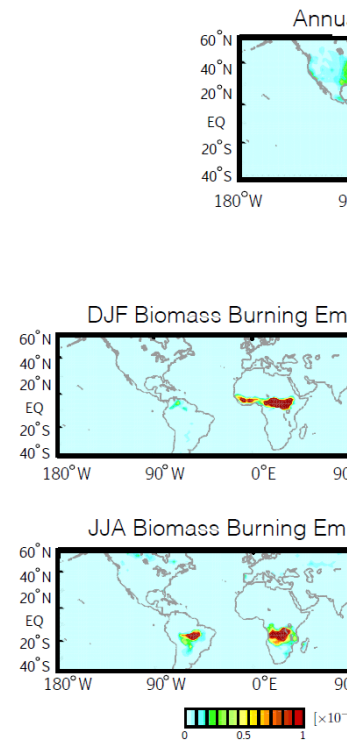 Annua
60°N
40°N
20°N
EQ
20°S
40°S
180°W 9
DJF Biomass Burning Em
60°N
40°N
20°N
EQ
20°S
40°S
180°W 90°W 0°E 90
JJA Biomass Burning Em
60°N
40°N
20°N
EQ
20°S
40°S
180°W 90°W 0°E 90
0 0.5 1 [×10⁻